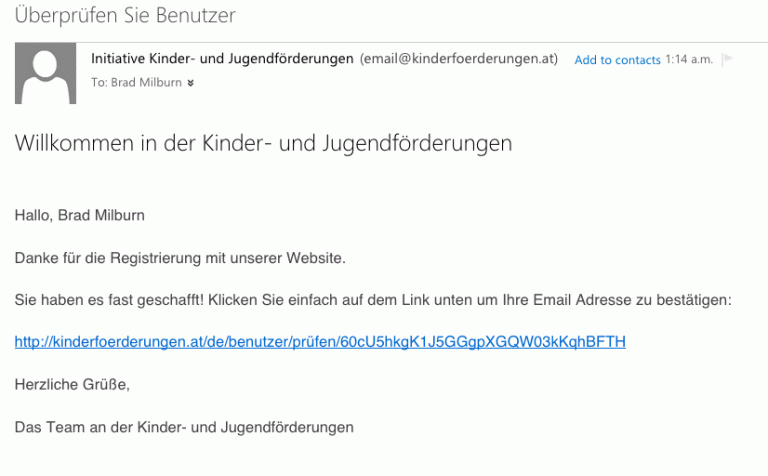 Überprüfen Sie Benutzer
Initiative Kinder- und Jugendförderungen (email@kinderfoerderungen.at) Add to contacts 1:14 a.m.
To: Brad Milburn
Willkommen in der Kinder- und Jugendförderungen
Hallo, Brad Milburn
Danke für die Registrierung mit unserer Website.
Sie haben es fast geschafft! Klicken Sie einfach auf dem Link unten um Ihre Email Adresse zu bestätigen:
http://kinderfoerderungen.at/de/benutzer/prüfen/60cU5hkgK1J5GGgpXGQW03kKqhBFTH
Herzliche Grüße,
Das Team an der Kinder- und Jugendförderungen